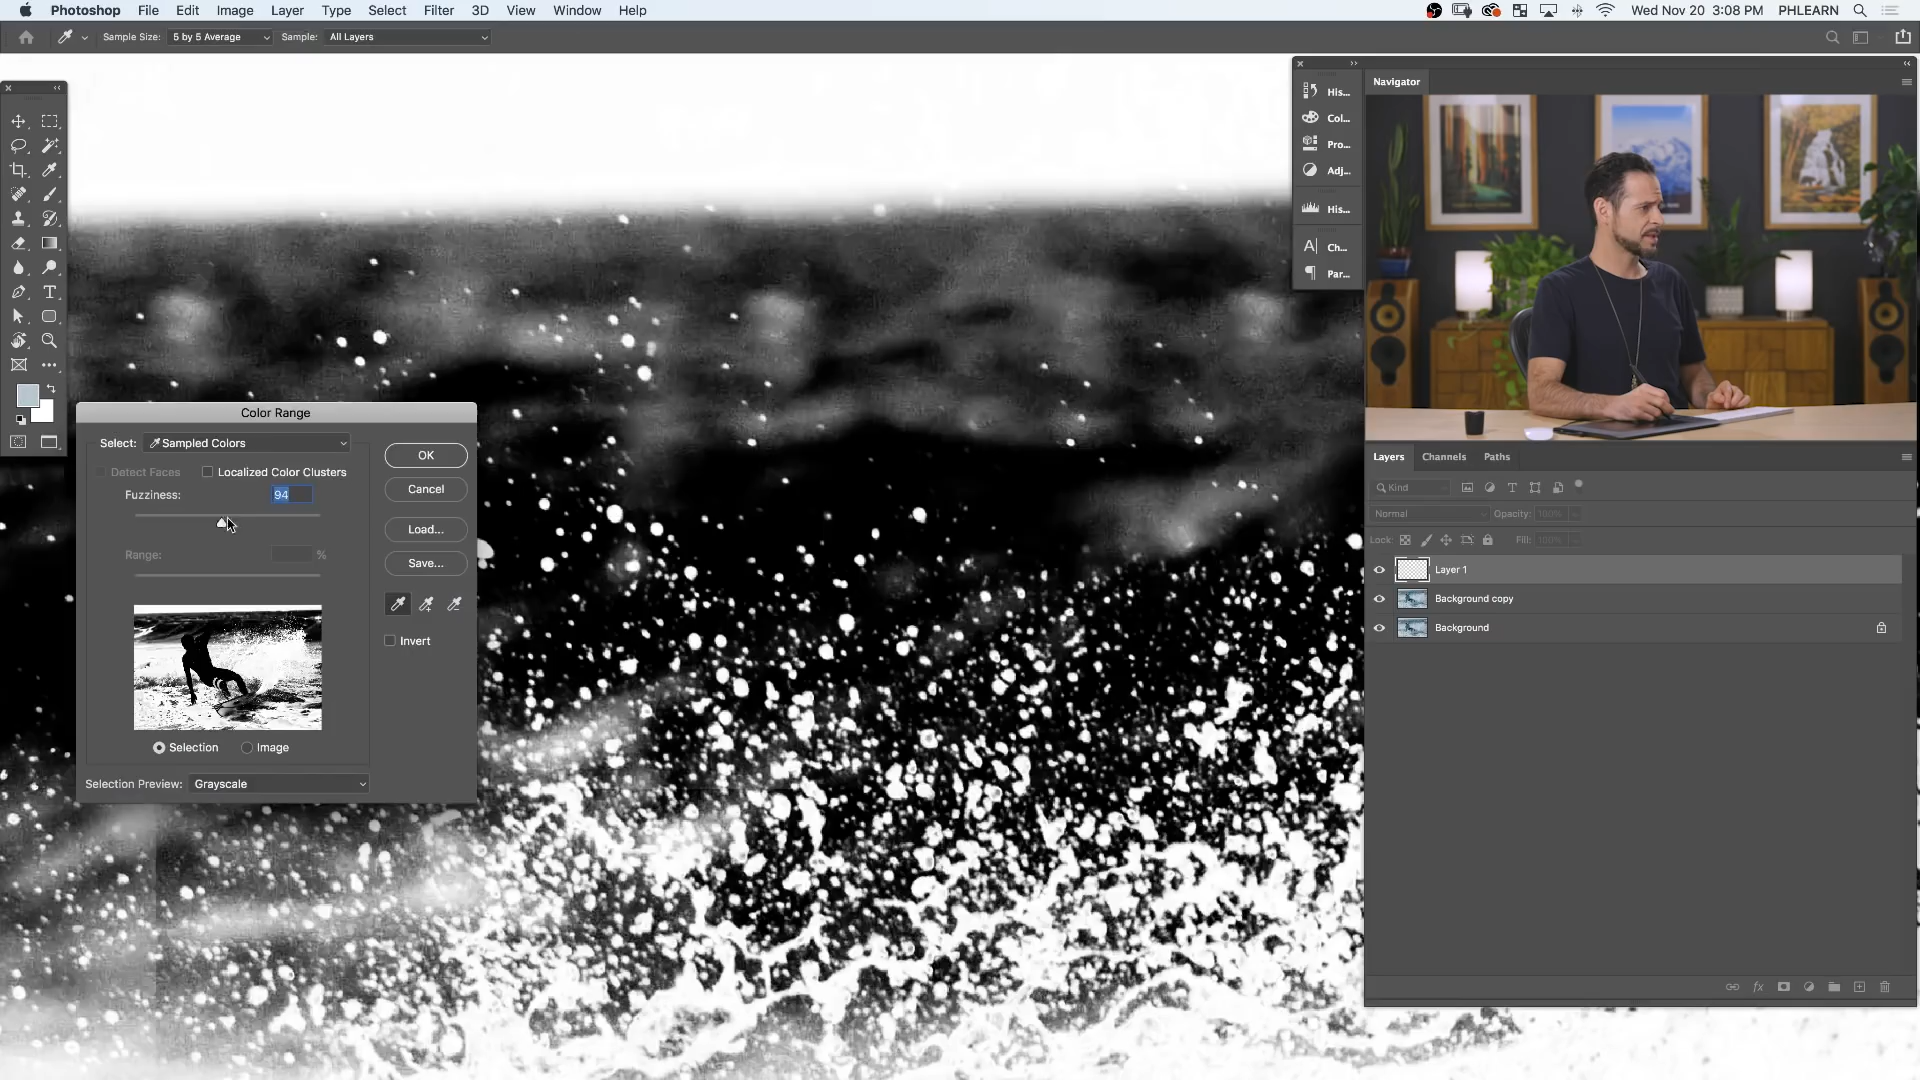 Photoshop File Edit Image Layer Type Select Filter 3D View Window Help Wed Nov 20 3:08 PM PHLEARN
Sample Size: 5 by 5 Average Sample: All Layers
Navigator
His...
Col...
Pro...
Adj...
His...
A| Ch...
Par...
Color Range
Select: Sampled Colors
OK
Detect Faces Localized Color Clusters
Fuzziness: 94
Cancel
Load...
Range: %
Save...
Invert
Selection Image
Selection Preview: Grayscale
Layers Channels Paths
Kind
Normal Opacity: 100%
Lock: Fill: 100%
Layer 1
Background copy
Background
fx